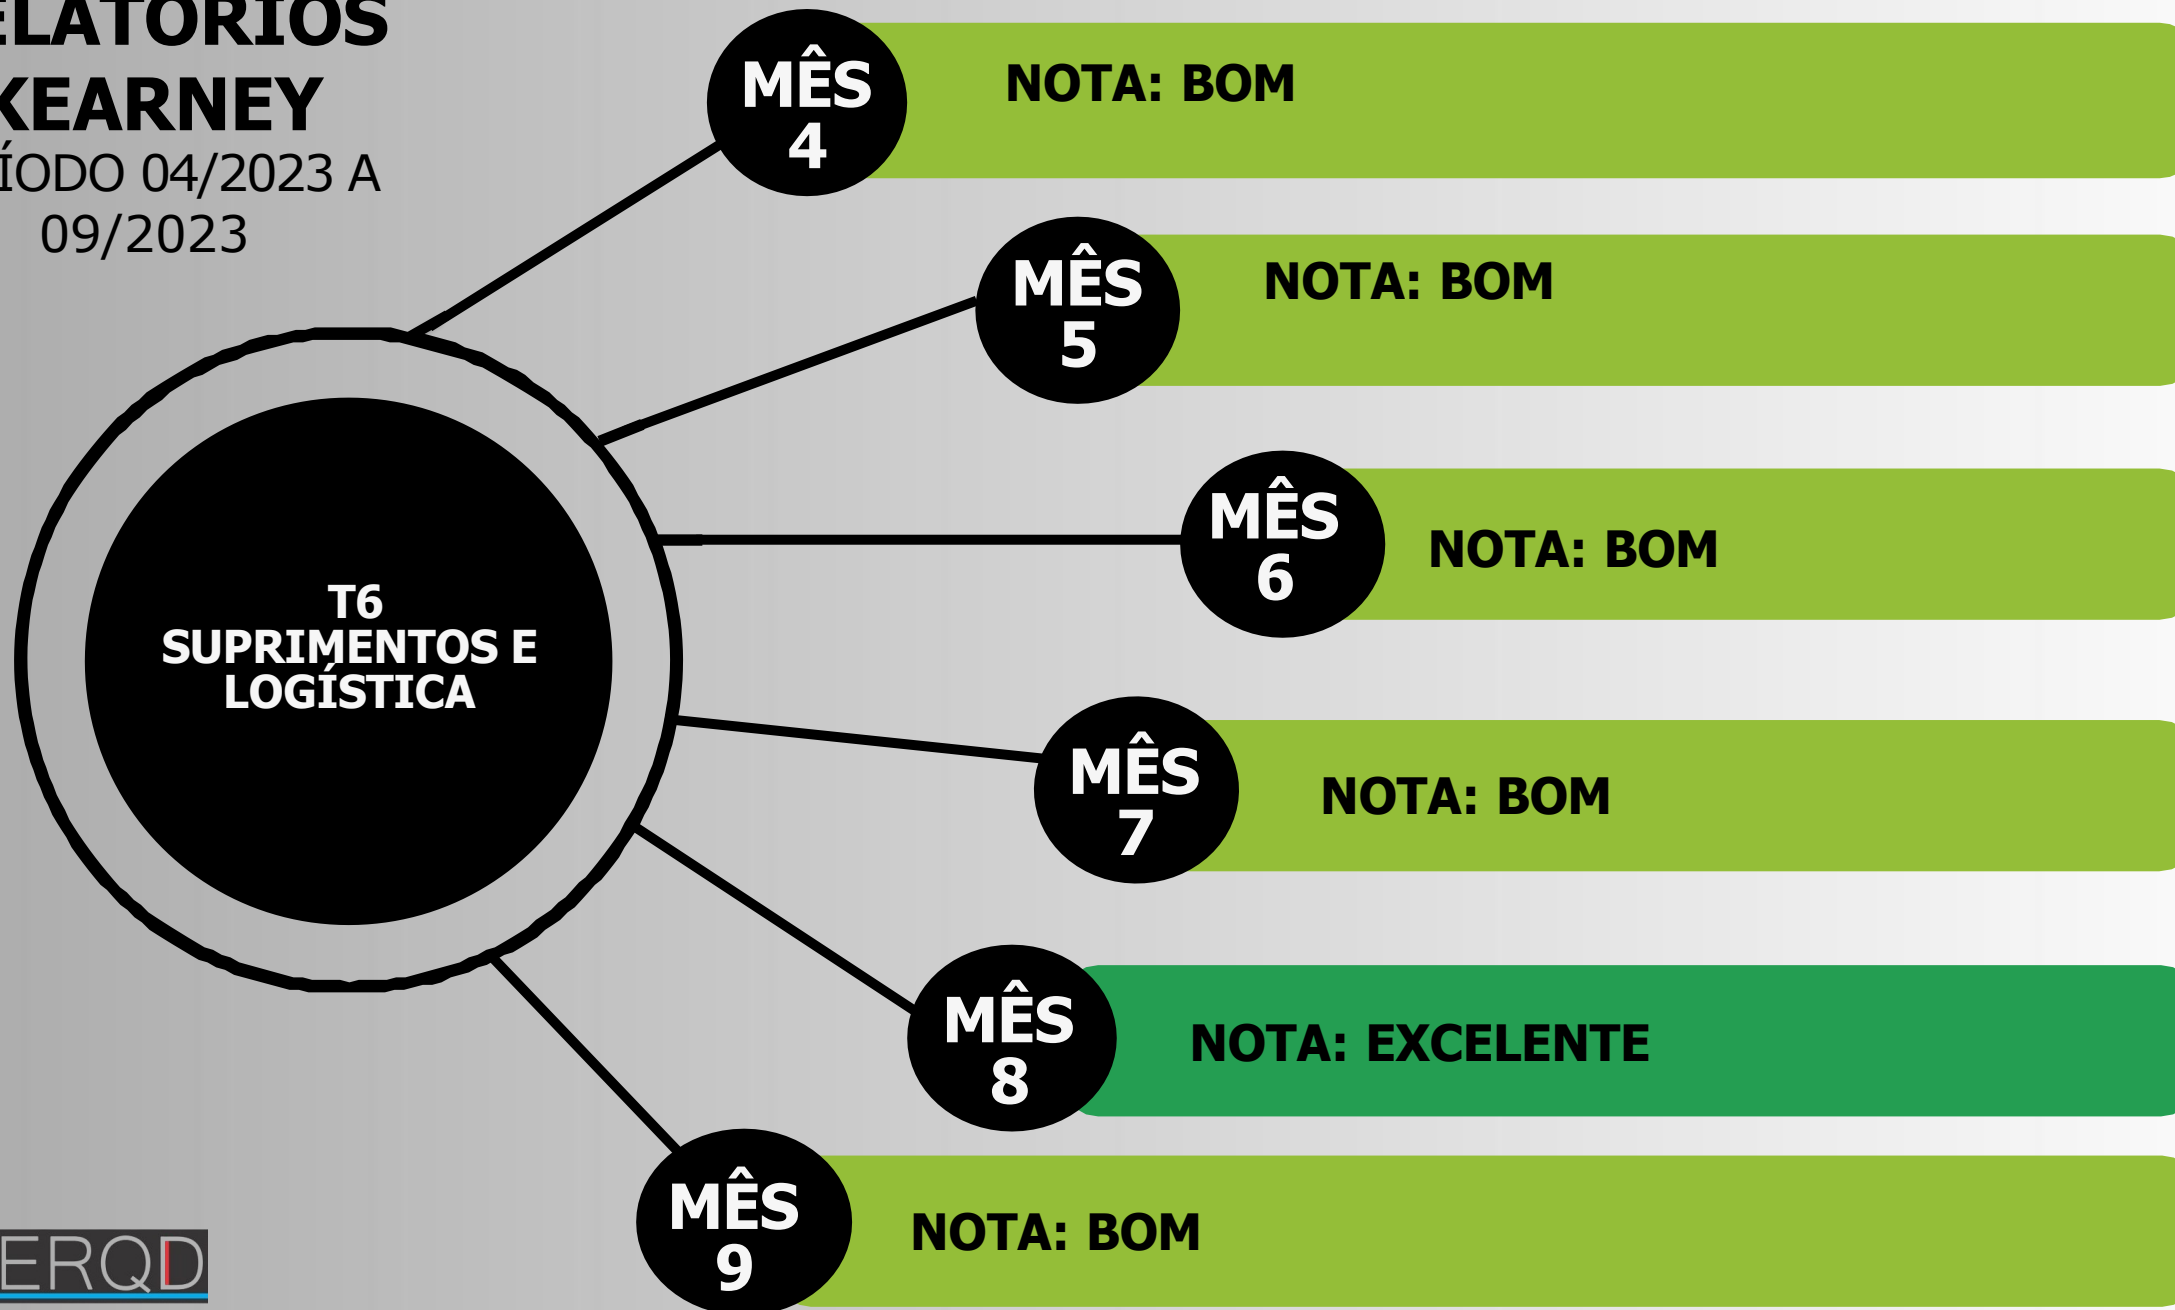 ELATÓRIOS
KEARNEY
ÍODO 04/2023 A
09/2023
MÊS
4
NOTA: BOM
MÊS
5
NOTA: BOM
MÊS
6
NOTA: BOM
T6
SUPRIMENTOS E
LOGÍSTICA
MÊS
7
NOTA: BOM
MÊS
8
NOTA: EXCELENTE
MÊS
9
NOTA: BOM
ERQD